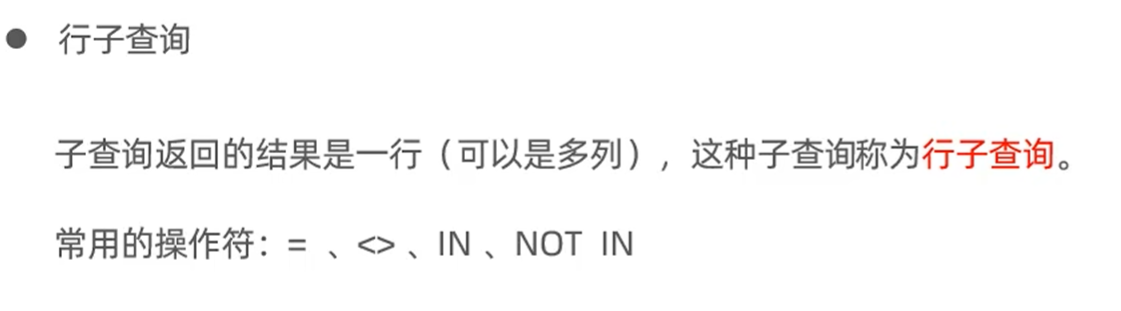 ● 行子查询
子查询返回的结果是一行（可以是多列），这种子查询称为行子查询。
常用的操作符：= 、<> 、IN 、NOT IN